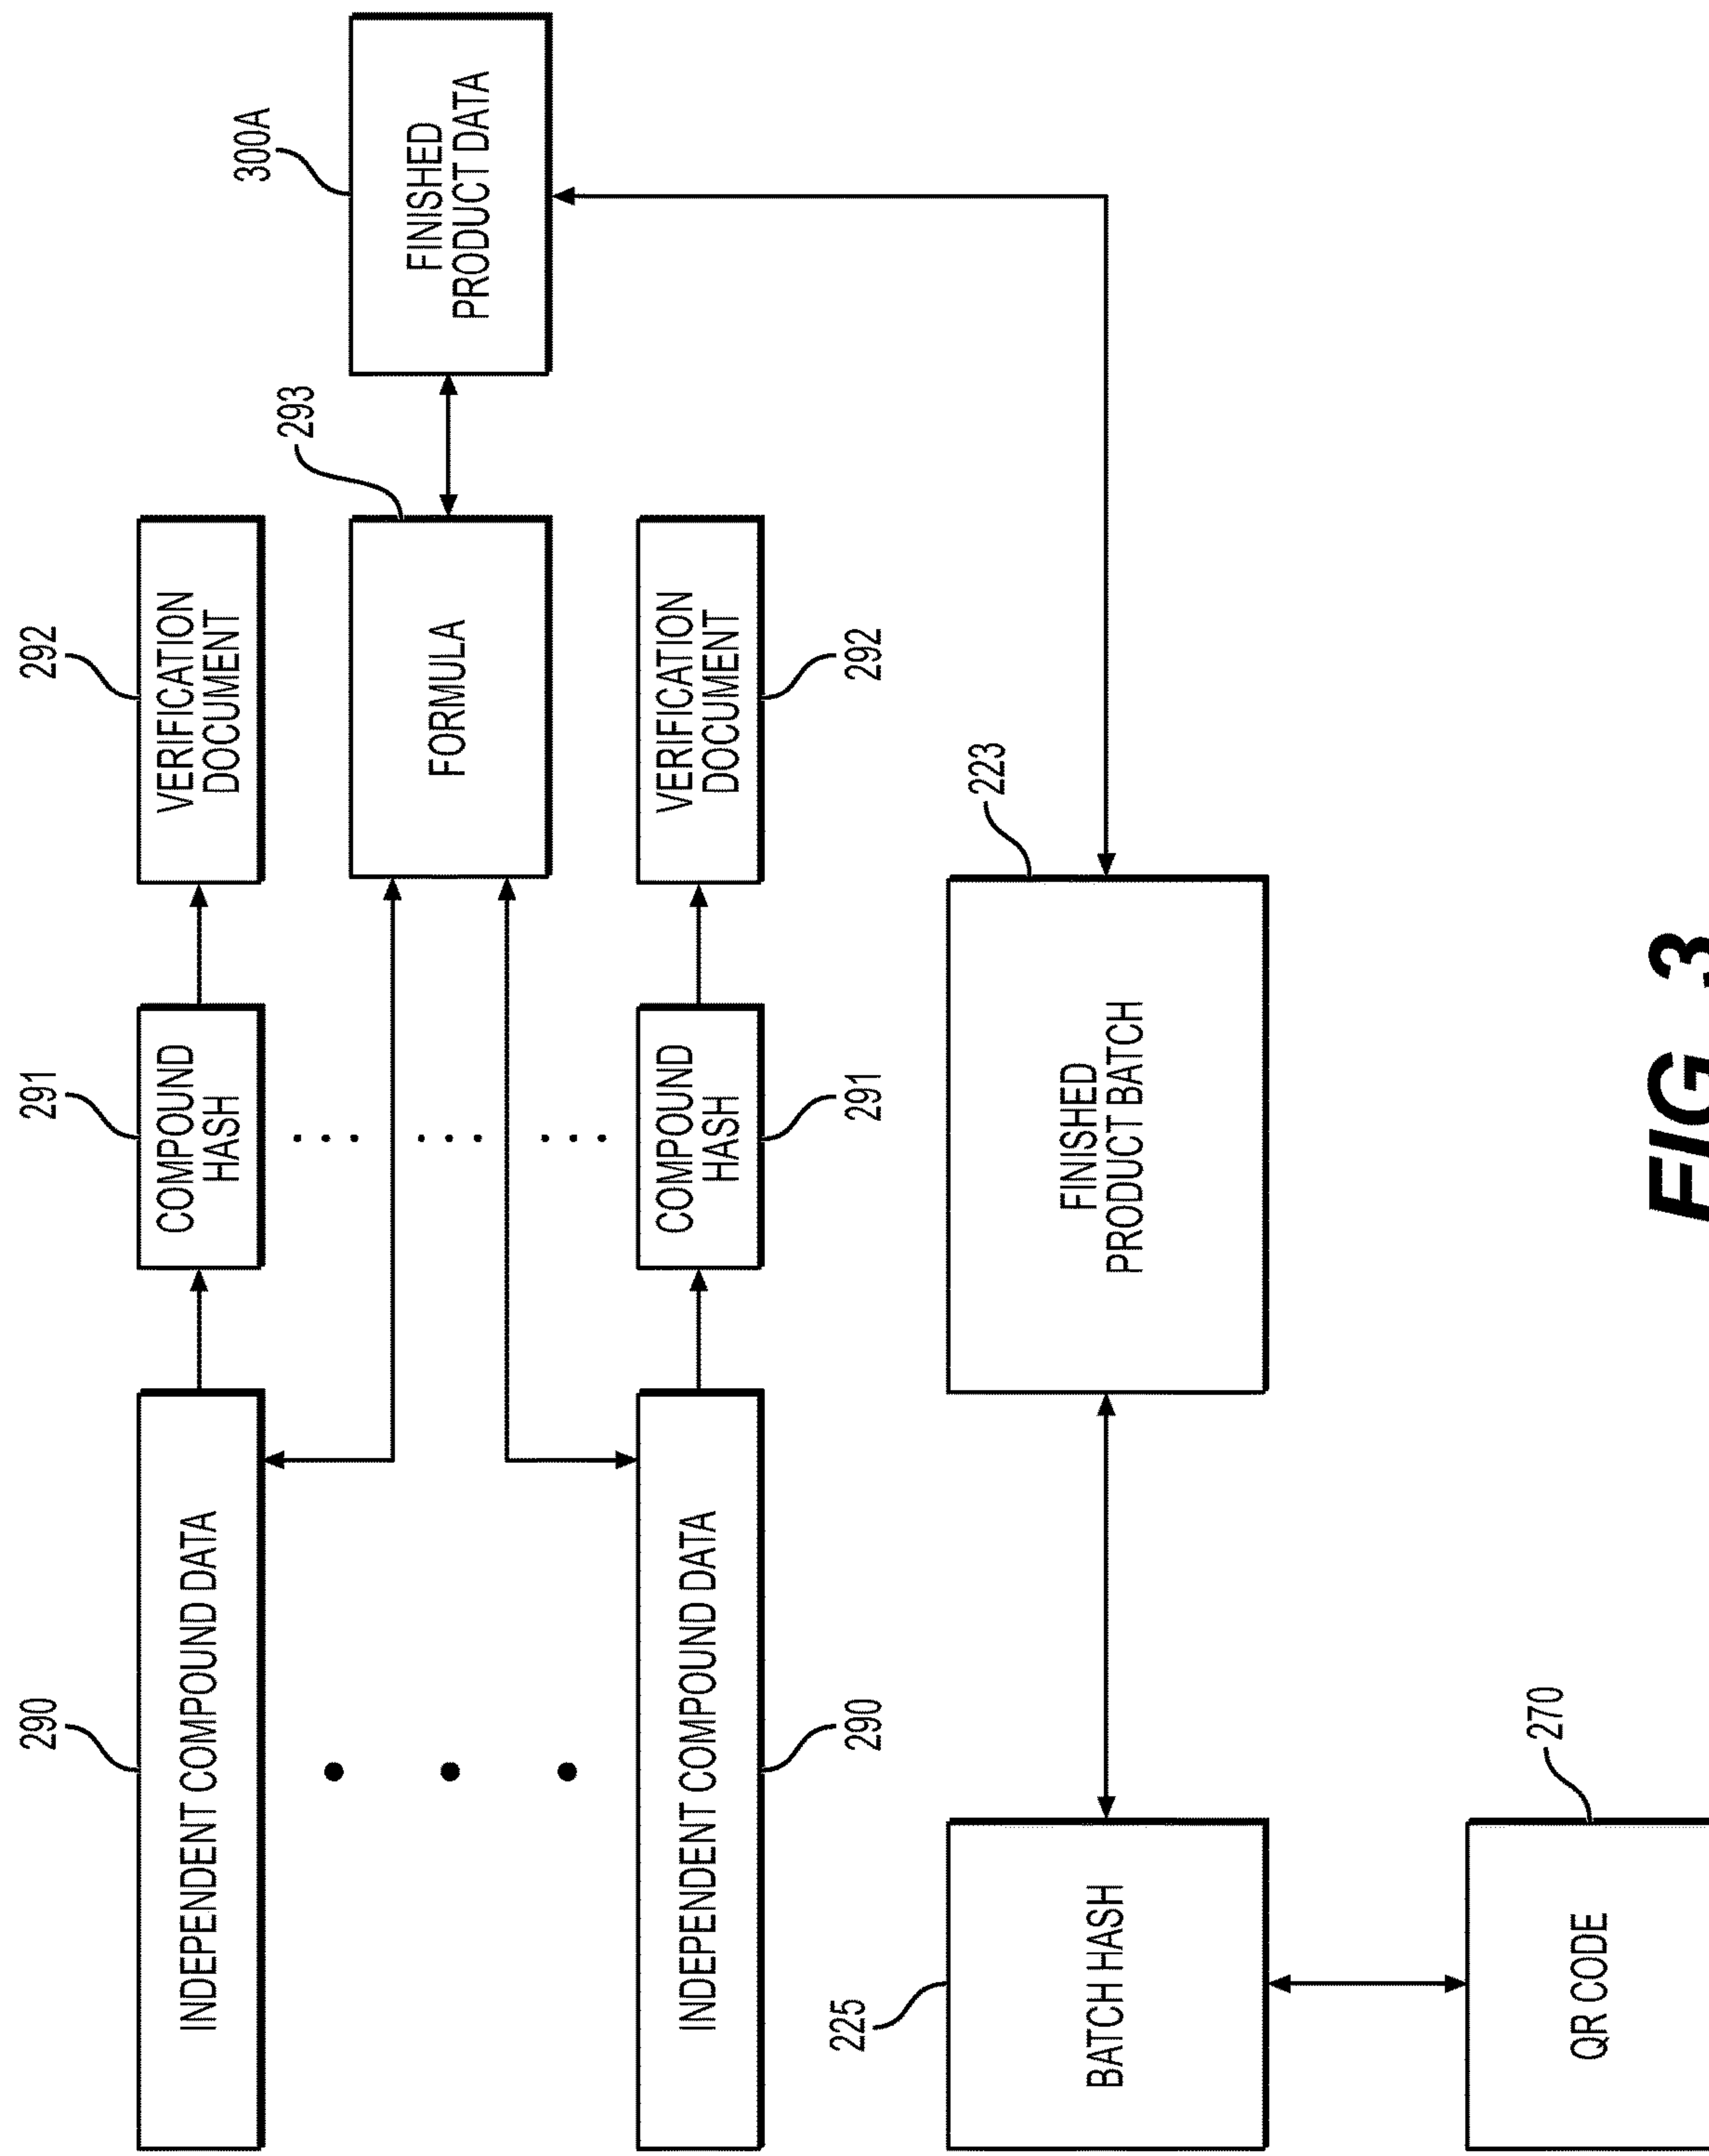 290
INDEPENDENT COMPOUND DATA
291
COMPOUND
HASH
292
VERIFICATION
DOCUMENT
293
FORMULA
300A
FINISHED
PRODUCT DATA
INDEPENDENT COMPOUND DATA
290
COMPOUND
HASH
291
VERIFICATION
DOCUMENT
292
225
BATCH HASH
FINISHED
PRODUCT BATCH
223
QR CODE
270
FIG. 3